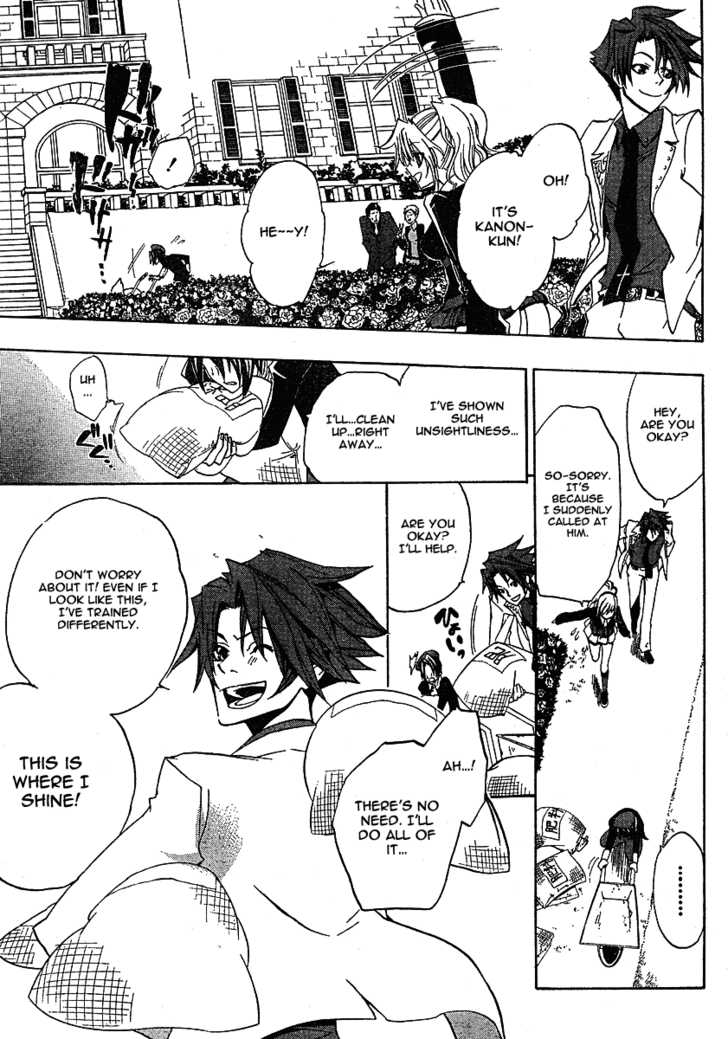 OH!
IT'S
KANON-
KUN!
HE~~Y!
!
HEY,
ARE YOU
OKAY?
SO-SORRY.
IT'S
BECAUSE
I SUDDENLY
CALLED AT
HIM.
.........
I'VE SHOWN
SUCH
UNSIGHTLINESS...
I'LL...CLEAN
UP...RIGHT
AWAY...
UH
...
ARE YOU
OKAY?
I'LL HELP.
ひょい
AH...!
THERE'S NO
NEED. I'LL
DO ALL OF
IT...
DON'T WORRY
ABOUT IT! EVEN IF I
LOOK LIKE THIS,
I'VE TRAINED
DIFFERENTLY.
THIS IS
WHERE I
SHINE!